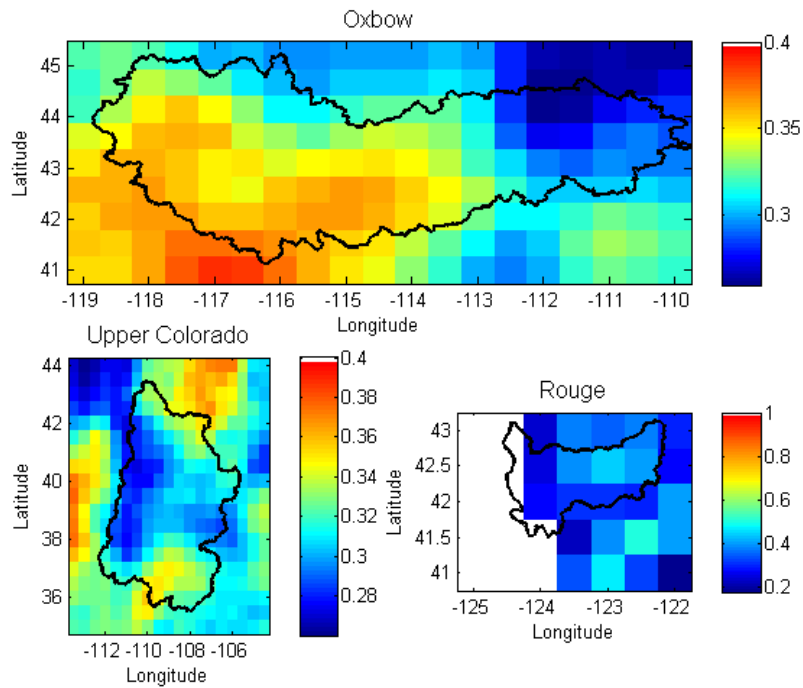 Oxbow
45
44
43
42
41
Latitude
-119 -118 -117 -116 -115 -114 -113 -112 -111 -110
Longitude
0.4
0.35
0.3
Upper Colorado
44
42
40
38
36
Latitude
-112 -110 -108 -106
Longitude
0.4
0.38
0.36
0.34
0.32
0.3
0.28
Rouge
43
42.5
42
41.5
41
Latitude
-125 -124 -123 -122
Longitude
1
0.8
0.6
0.4
0.2